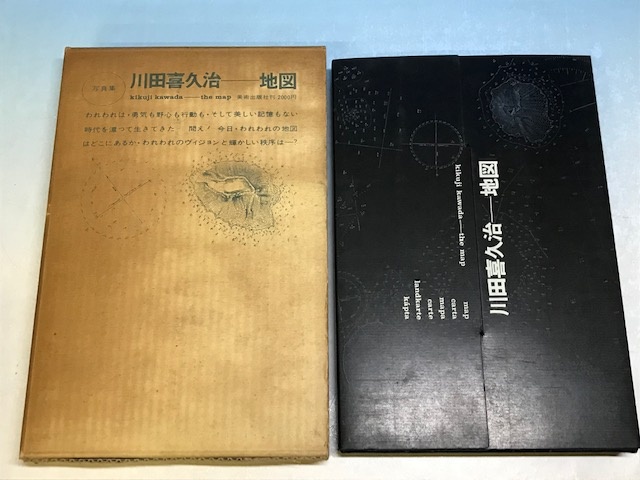 写真集
川田喜久治——地図
kikuji kawada——the map 美術出版社刊 2000円
われわれは・勇気も野心も行動も・そして美しい記憶もない
時代を漂って生きてきた 問え! 今日・われわれの地図
はどこにあるか・われわれのヴィジョンと輝かしい秩序は——?
川田喜久治——地図
kikuji kawada——the map
map
carta
mapa
carte
landkarte
kápta